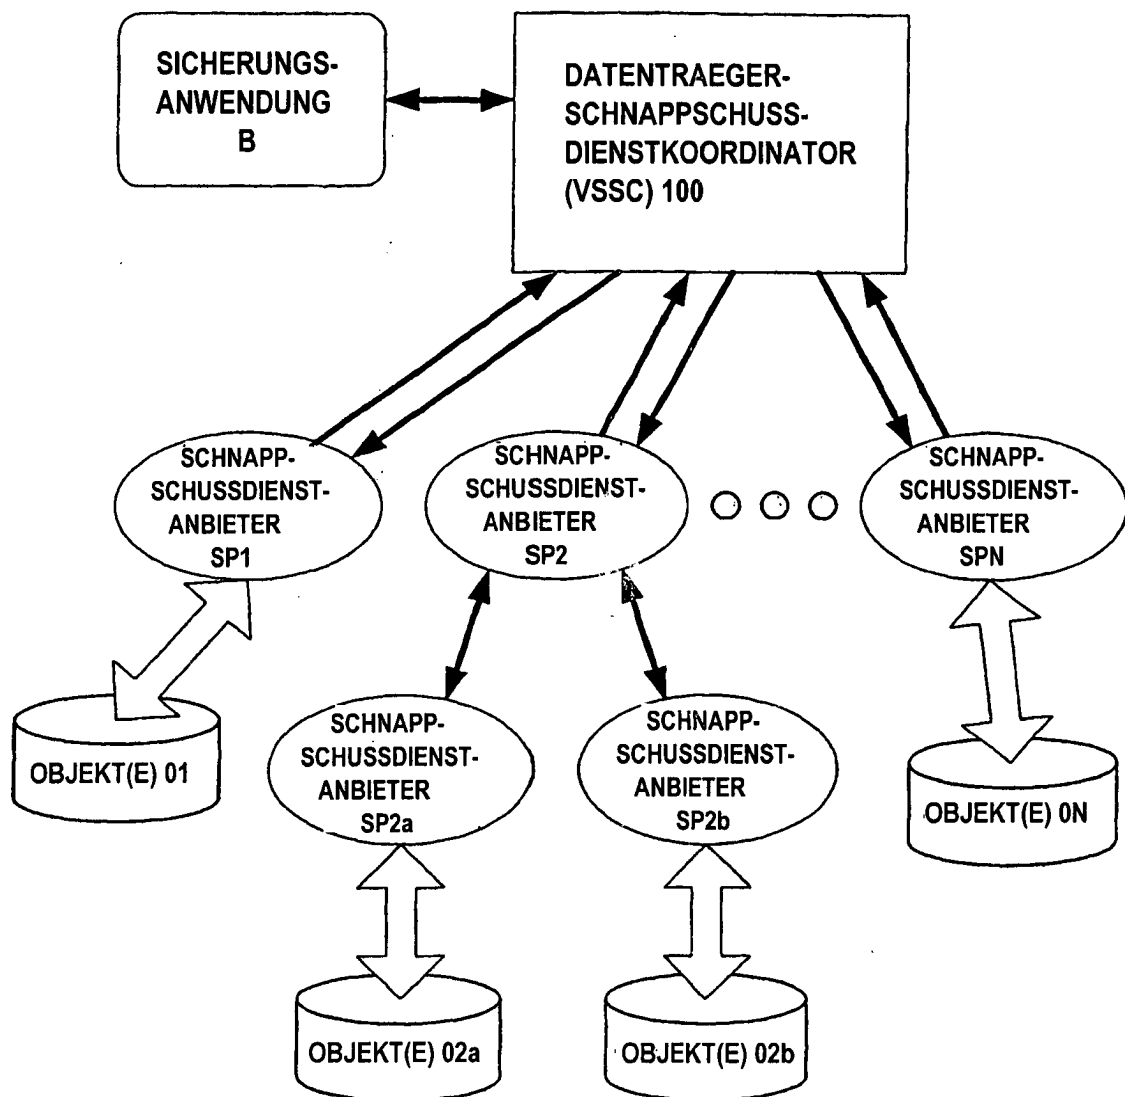 SICHERUNGS-
ANWENDUNG
B
DATENTRAEGER-
SCHNAPPSCHUSS-
DIENSTKOORDINATOR
(VSSC) 100
SCHNAPP-
SCHUSSDIENST-
ANBIETER
SP1
SCHNAPP-
SCHUSSDIENST-
ANBIETER
SP2
SCHNAPP-
SCHUSSDIENST-
ANBIETER
SPN
OBJEKT(E) 01
SCHNAPP-
SCHUSSDIENST-
ANBIETER
SP2a
SCHNAPP-
SCHUSSDIENST-
ANBIETER
SP2b
OBJEKT(E) 0N
OBJEKT(E) 02a
OBJEKT(E) 02b